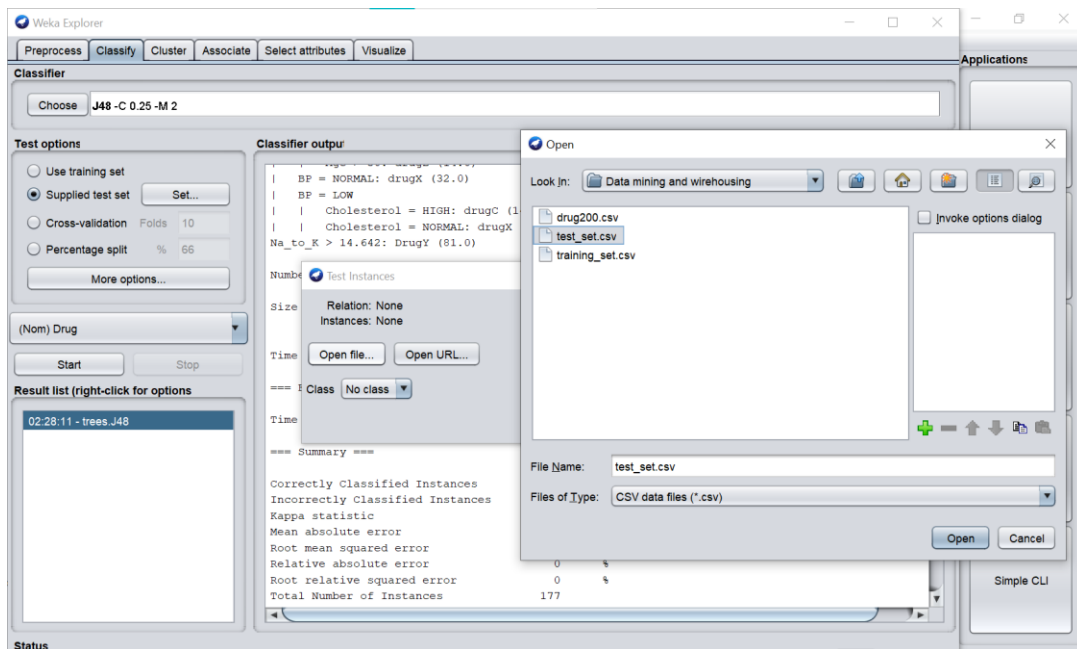 Weka Explorer
Preprocess Classify Cluster Associate Select attributes Visualize
Applications
Classifier
Choose J48 -C 0.25 -M 2
Test options
Use training set
Supplied test set Set...
Cross-validation Folds 10
Percentage split % 66
More options...
(Nom) Drug
Start Stop
Result list (right-click for options
02:28:11 - trees.J48
Classifier output
| BP = NORMAL: drugX (32.0)
| BP = LOW
| | Cholesterol = HIGH: drugC (1
| | Cholesterol = NORMAL: drugX
Na_to_K > 14.642: DrugY (81.0)
Numbe
Size
Time
===
Time
=== Summary ===
Correctly Classified Instances
Incorrectly Classified Instances
Kappa statistic
Mean absolute error
Root mean squared error
Relative absolute error 0 %
Root relative squared error 0 %
Total Number of Instances 177
Test Instances
Relation: None
Instances: None
Open file... Open URL...
Class No class
Open
Look In: Data mining and wirehousing
drug200.csv
test_set.csv
training_set.csv
Invoke options dialog
File Name: test_set.csv
Files of Type: CSV data files (*.csv)
Open Cancel
Simple CLI
Status